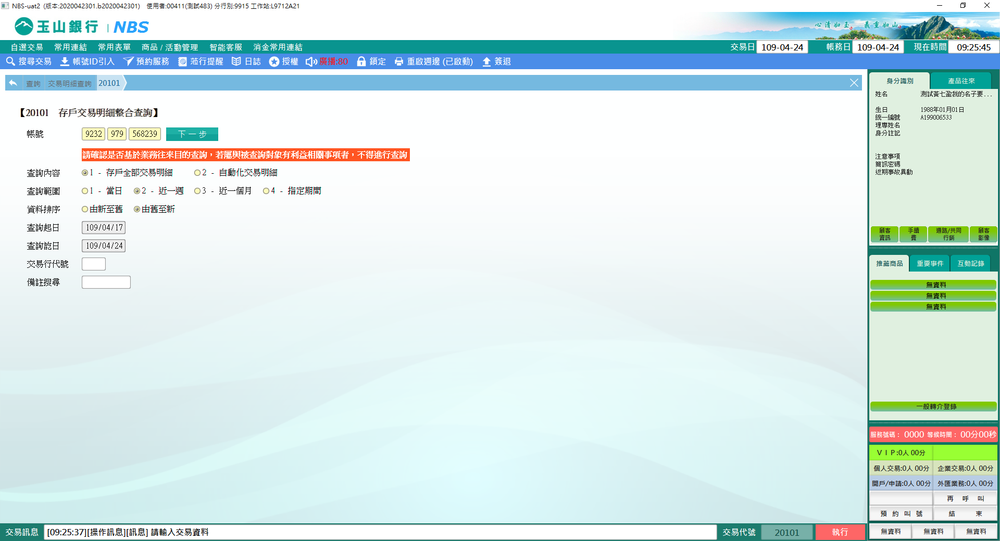 NBS-uat2 (版本:2020042301.b2020042301) 使用者:00411(測試483) 分行別:9915 工作站:L9712A21
玉山銀行 | NBS
心清如玉。 義重如山。
自選交易 常用連結 常用表單 商品 / 活動管理 智能客服 消金常用連結
交易日 109-04-24 帳務日 109-04-24 現在時間 09:25:45
搜尋交易 帳號ID引入 預約服務 蒞行提醒 日誌 授權 廣播:80 鎖定 重啟週邊 (已啟動) 簽退
查詢 交易明細查詢 20101
【20101 存戶交易明細整合查詢】
帳號 9232 979 568239 下一步
請確認是否基於業務往來目的查詢，若屬與被查詢對象有利益相關事項者，不得進行查詢
查詢內容 1 - 存戶全部交易明細 2 - 自動化交易明細
查詢範圍 1 - 當日 2 - 近一週 3 - 近一個月 4 - 指定期間
資料排序 由新至舊 由舊至新
查詢起日 109/04/17
查詢訖日 109/04/24
交易行代號
備註搜尋
身分識別 產品往來
姓名 測試黃七盈我的名子要...
生日 1988年01月01日
統一編號 A199006533
理專姓名
身分註記
注意事項
簡訊密碼
近期事故異動
顧客資訊 手續費 通路/共同行銷 顧客影像
推薦商品 重要事件 互動記錄
無資料
無資料
無資料
一般轉介登錄
服務號碼： 0000 等候時間： 00分00秒
ＶＩＰ:0人 00分
個人交易:0人 00分 企業交易:0人 00分
開戶/申請:0人 00分 外匯業務:0人 00分
再 呼 叫
預 約 叫 號 結 束
無資料 無資料 無資料
交易訊息 [09:25:37][操作訊息][訊息] 請輸入交易資料 交易代號 20101 執行